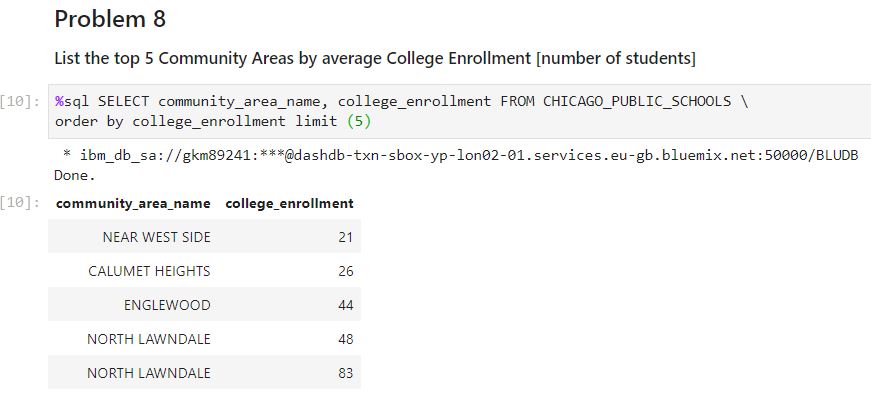 Problem 8
List the top 5 Community Areas by average College Enrollment [number of students]
[10]: %sql SELECT community_area_name, college_enrollment FROM CHICAGO_PUBLIC_SCHOOLS \
order by college_enrollment limit (5)
* ibm_db_sa://gkm89241:***@dashdb-txn-sbox-yp-lon02-01.services.eu-gb.bluemix.net:50000/BLUDB
Done.
[10]: community_area_name college_enrollment
NEAR WEST SIDE 21
CALUMET HEIGHTS 26
ENGLEWOOD 44
NORTH LAWNDALE 48
NORTH LAWNDALE 83